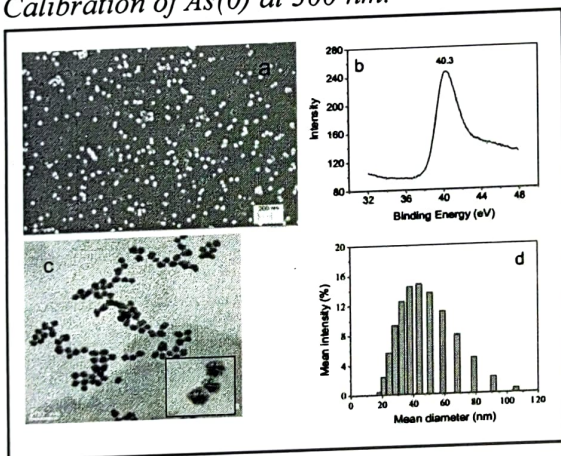 Calibration of As(0) at 500 nm.
a
200 nm
b
40.3
280
240
200
160
120
80
Intensity
32
36
40
44
48
Binding Energy (eV)
c
d
20
16
12
8
4
0
Mean Intensity (%)
0
20
40
60
80
100
120
Mean diameter (nm)